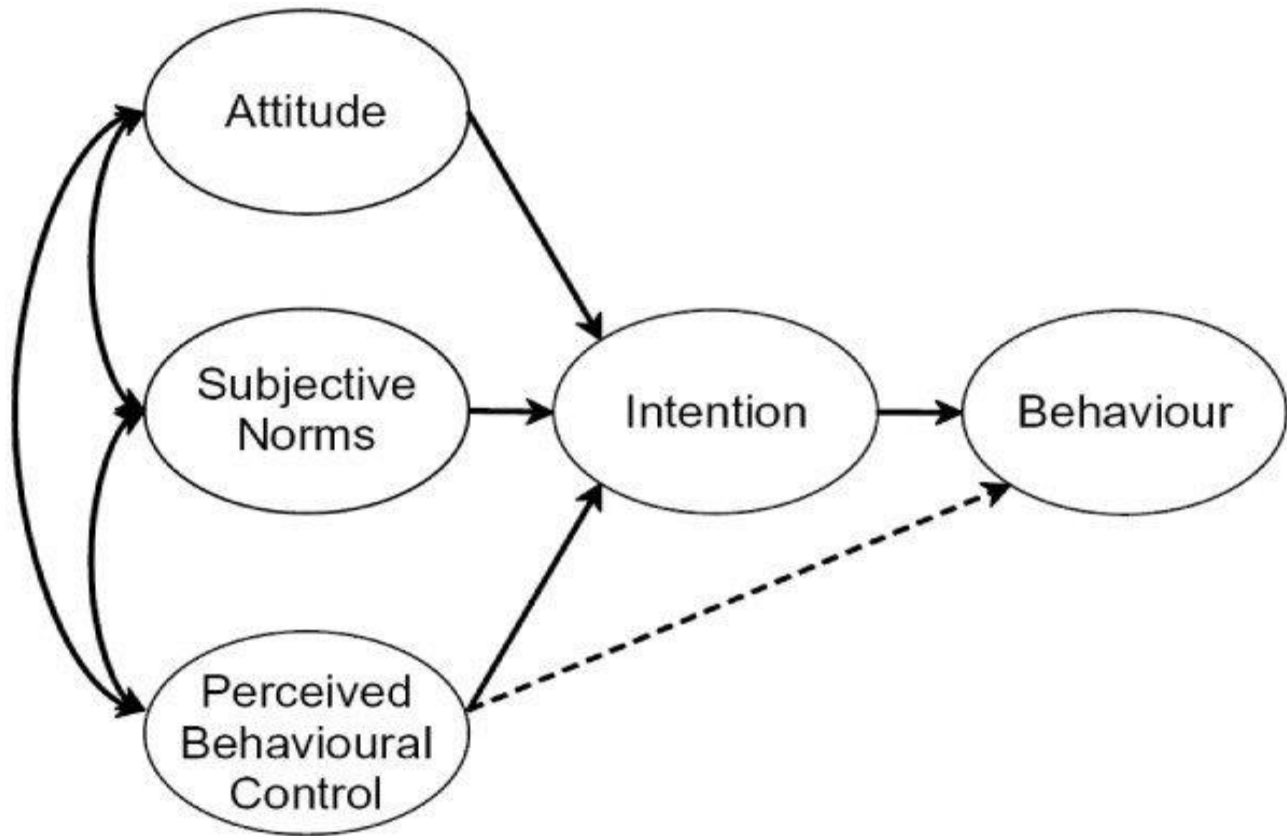 Attitude
Subjective
Norms
Intention
Behaviour
Perceived
Behavioural
Control